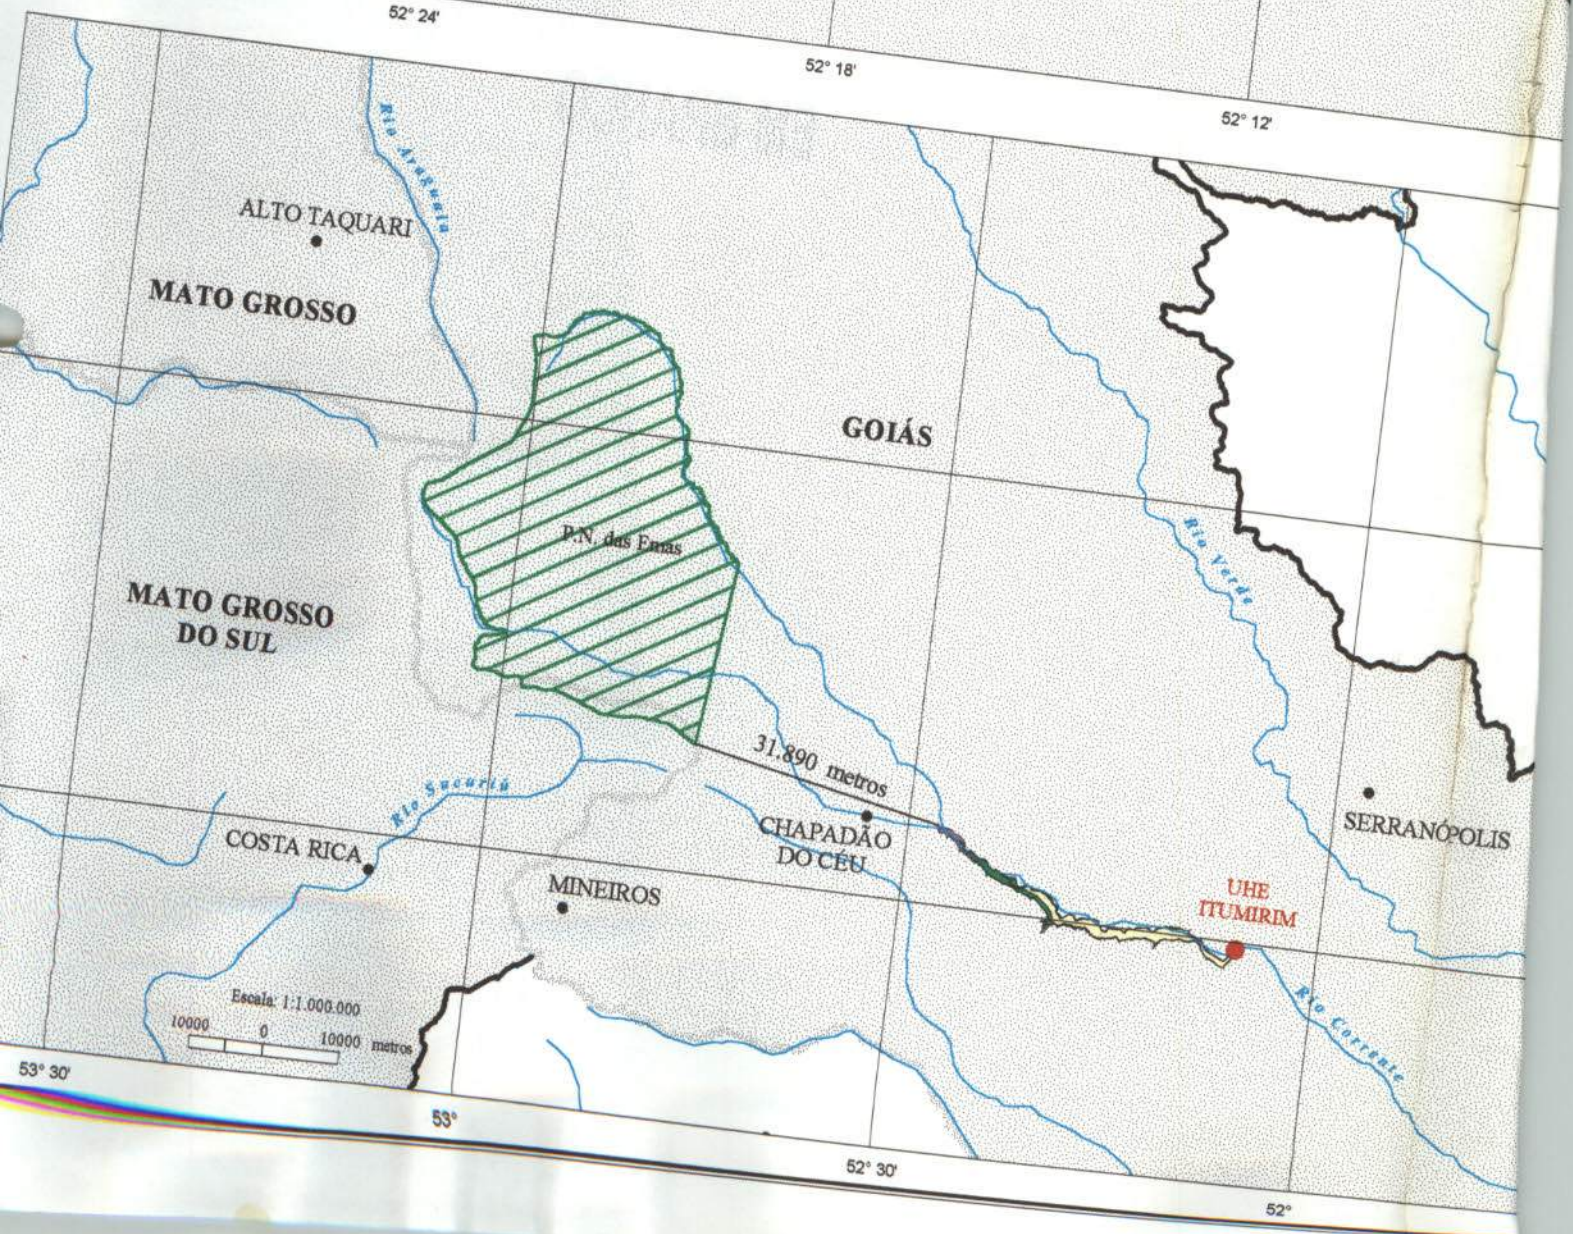 52° 24'
52° 18'
52° 12'
Rio Araguaia
ALTO TAQUARI
MATO GROSSO
GOIÁS
P.N. das Emas
Rio Verde
MATO GROSSO
DO SUL
31.890 metros
Rio Sucuriú
COSTA RICA
CHAPADÃO
DO CÉU
SERRANÓPOLIS
MINEIROS
UHE
ITUMIRIM
Rio Corrente
Escala: 1:1.000.000
10000 0 10000 metros
53° 30'
53°
52° 30'
52°